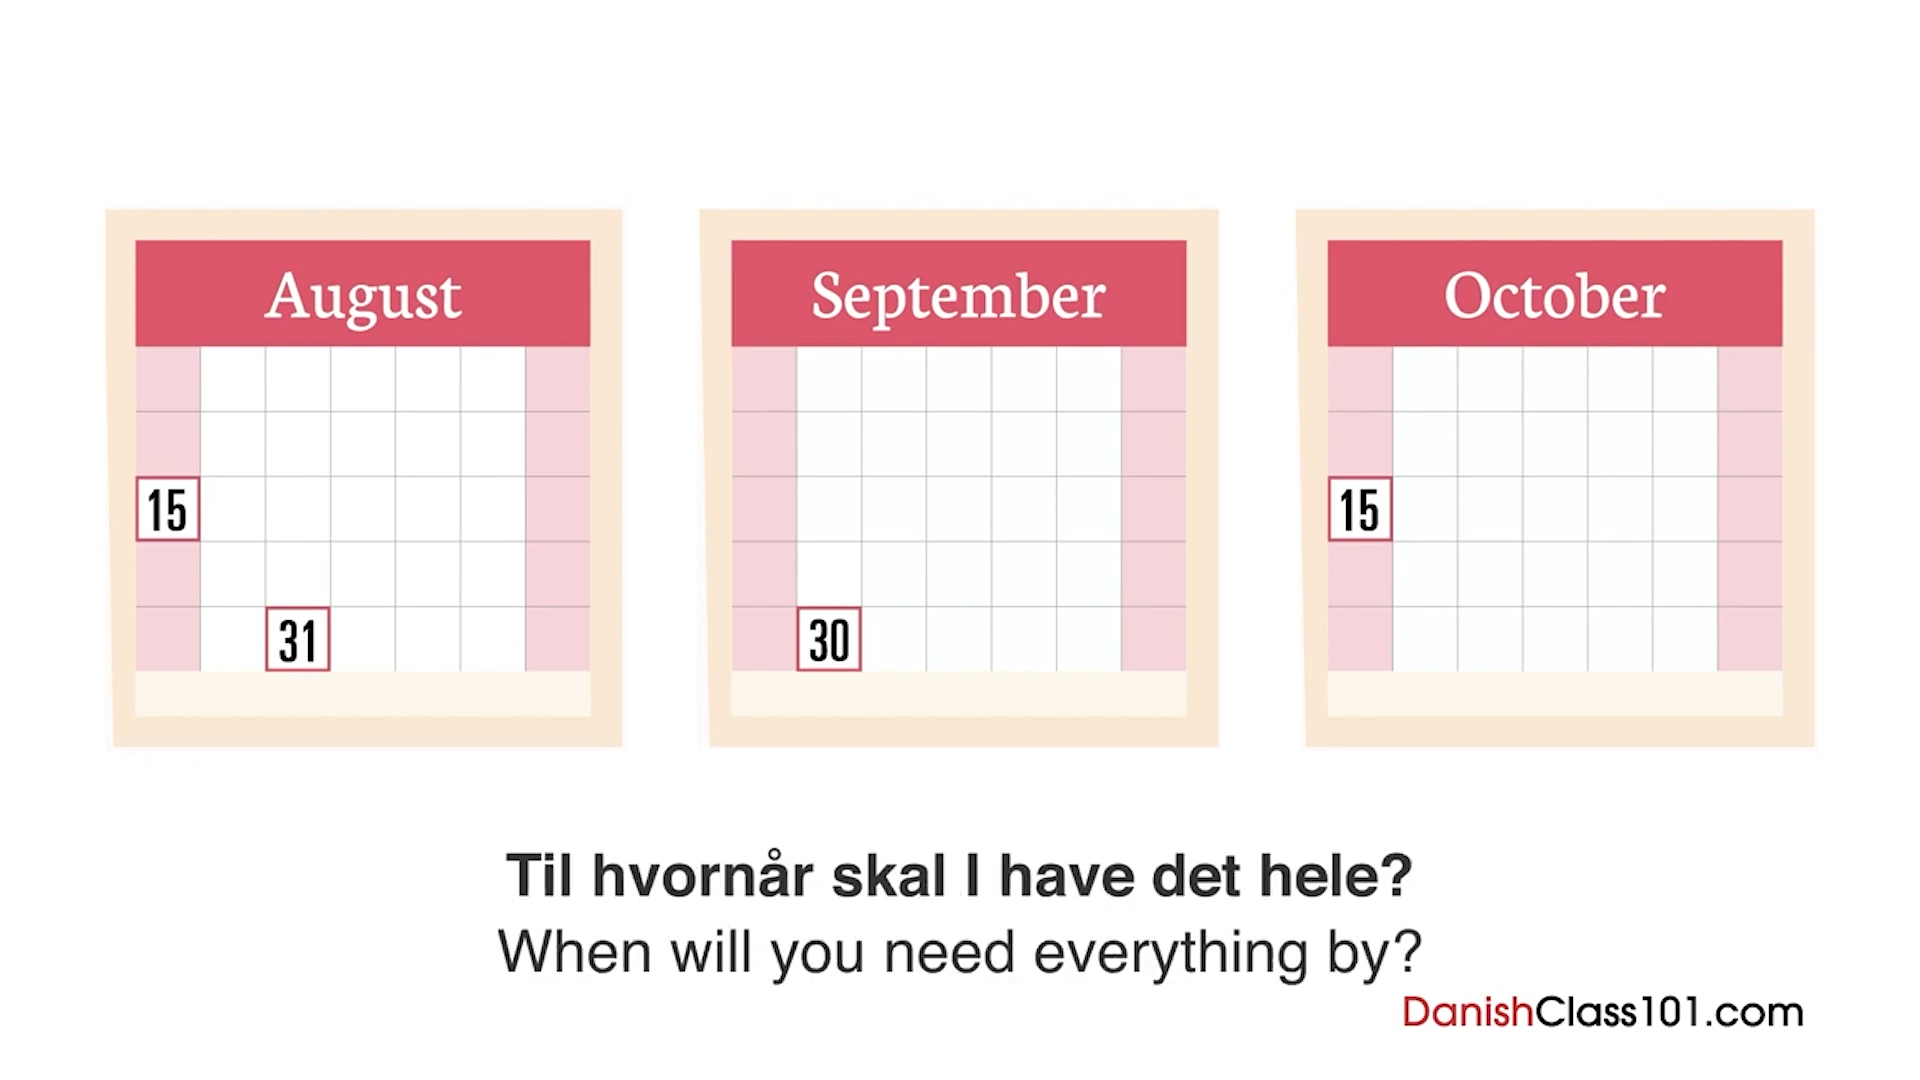 August
15
31
September
30
October
15
Til hvornår skal I have det hele?
When will you need everything by?
DanishClass101.com